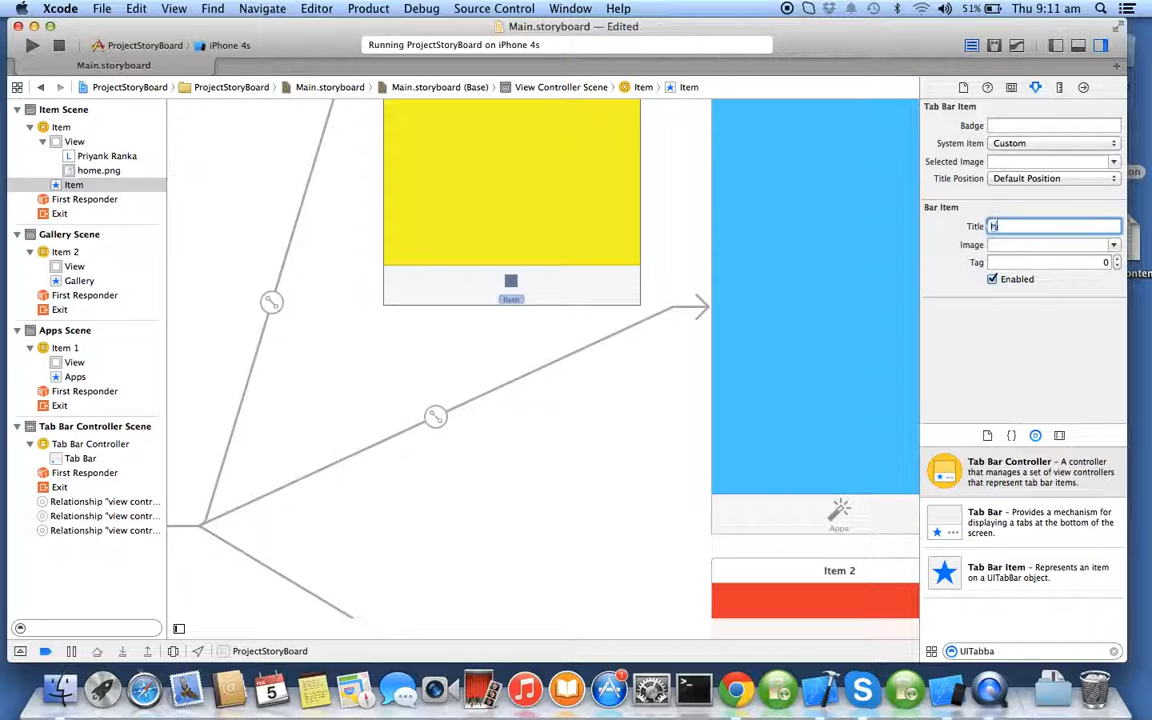 Xcode File Edit View Find Navigate Editor Product Debug Source Control Window Help 51% Thu 9:11 am
Main.storyboard — Edited
ProjectStoryBoard iPhone 4s Running ProjectStoryBoard on iPhone 4s
Main.storyboard
ProjectStoryBoard ProjectStoryBoard Main.storyboard Main.storyboard (Base) View Controller Scene Item Item
Item Scene
Item
View
Priyank Ranka
home.png
Item
First Responder
Exit
Gallery Scene
Item 2
View
Gallery
First Responder
Exit
Apps Scene
Item 1
View
Apps
First Responder
Exit
Tab Bar Controller Scene
Tab Bar Controller
Tab Bar
First Responder
Exit
Relationship "view contr...
Relationship "view contr...
Relationship "view contr...
Item
Apps
Item 2
Tab Bar Item
Badge
System Item Custom
Selected Image
Title Position Default Position
Bar Item
Title
Image
Tag 0
Enabled
Tab Bar Controller – A controller
that manages a set of view controllers
that represent tab bar items.
Tab Bar – Provides a mechanism for
displaying a tabs at the bottom of the
screen.
Tab Bar Item – Represents an item
on a UITabBar object.
ProjectStoryBoard
UITabba
FEB
5
1